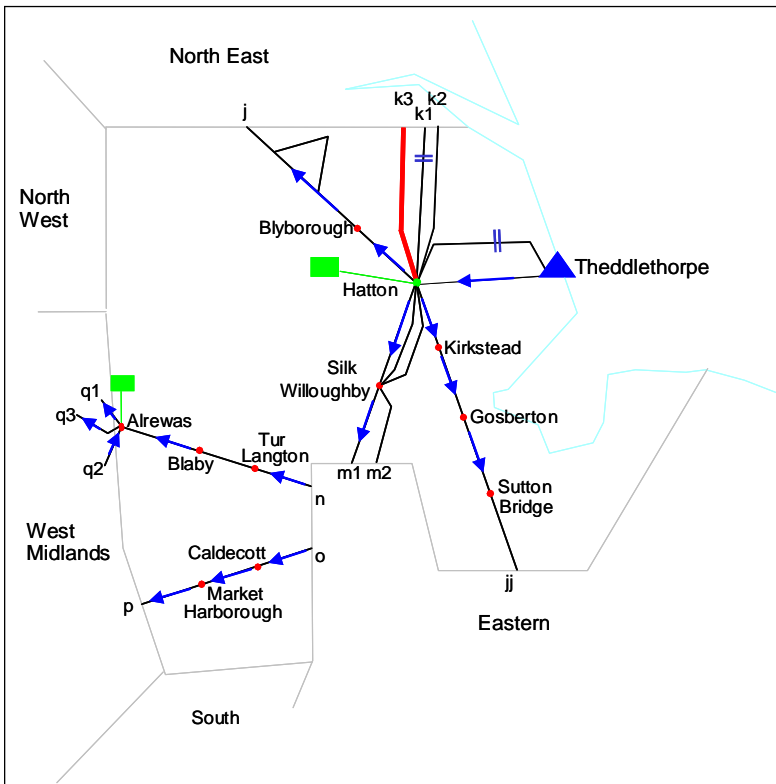 North East
k3 k2
j k1
North
West
Blyborough
Theddlethorpe
Hatton
Kirkstead
Silk
Willoughby
q1
q3
Alrewas
Gosberton
Tur
Langton
Blaby
q2
m1 m2
Sutton
Bridge
n
West
Midlands
Caldecott
o
Market
Harborough
p
jj
Eastern
South